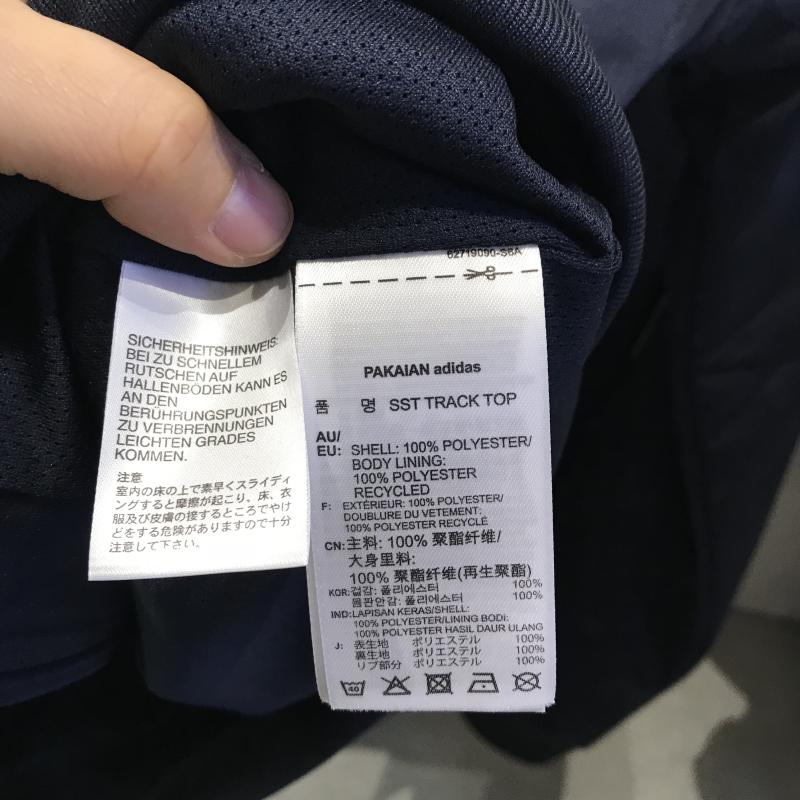 SICHERHEITSHINWEIS:
BEI ZU SCHNELLEM
RUTSCHEN AUF
HALLENBÖDEN KANN ES
AN DEN
BERÜHRUNGSPUNKTEN
ZU VERBRENNUNGEN
LEICHTEN GRADES
KOMMEN.
注意
室内の床の上で素早くスライディ
ングすると摩擦が起こり、床、衣
服及び皮膚の接するところでやけ
どをする危険がありますので十分
注意して下さい。
62719090-S6A
PAKAIAN adidas
품 명 SST TRACK TOP
AU/
EU: SHELL: 100% POLYESTER/
BODY LINING:
100% POLYESTER
RECYCLED
F: EXTÉRIEUR: 100% POLYESTER/
DOUBLURE DU VETEMENT:
100% POLYESTER RECYCLÉ
CN: 主料: 100% 聚酯纤维/
大身里料:
100% 聚酯纤维(再生聚酯)
KOR: 겉감: 폴리에스터 100%
몸판안감: 폴리에스터 100%
IND: LAPISAN KERAS/SHELL:
100% POLYESTER/LINING BODI:
100% POLYESTER HASIL DAUR ULANG
J: 表生地 ポリエステル 100%
裏生地 ポリエステル 100%
リブ部分 ポリエステル 100%
40